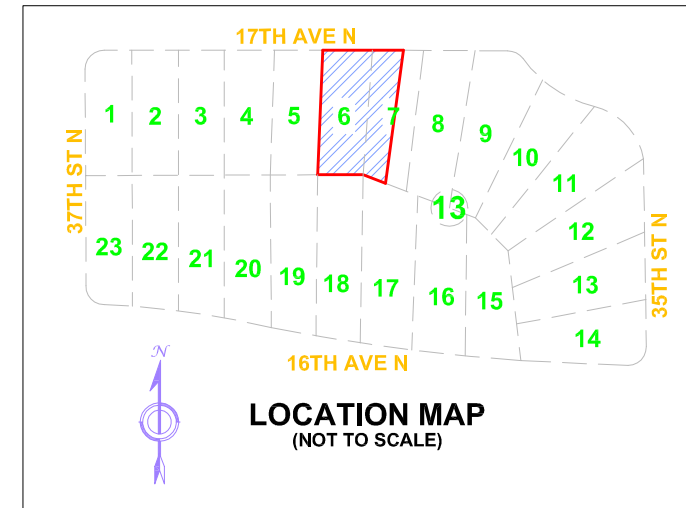 17TH AVE N
1 2 3 4 5 6 7 8 9 10 11 12 13 14
37TH ST N
13
35TH ST N
23 22 21 20 19 18 17 16 15
16TH AVE N
N
LOCATION MAP
(NOT TO SCALE)